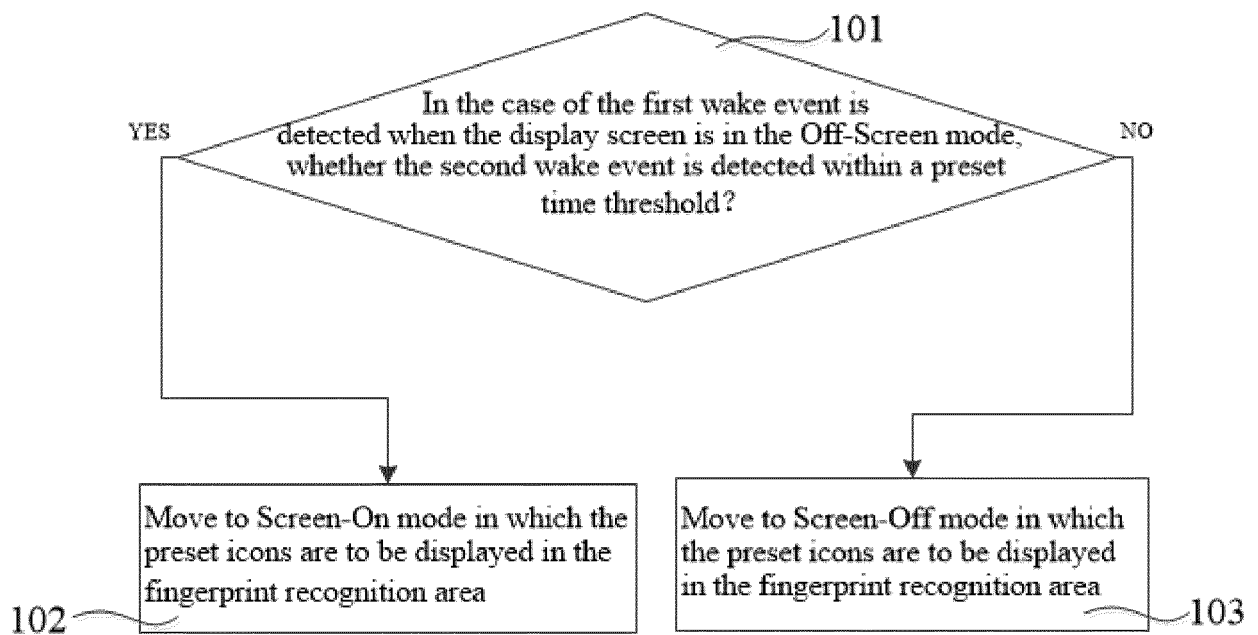 101
In the case of the first wake event is
YES
detected when the display screen is in the Off-Screen mode,
NO
whether the second wake event is detected within a preset
time threshold?
Move to Screen-On mode in which the
preset icons are to be displayed in the
fingerprint recognition area
102
Move to Screen-Off mode in which
the preset icons are to be displayed
in the fingerprint recognition area
103